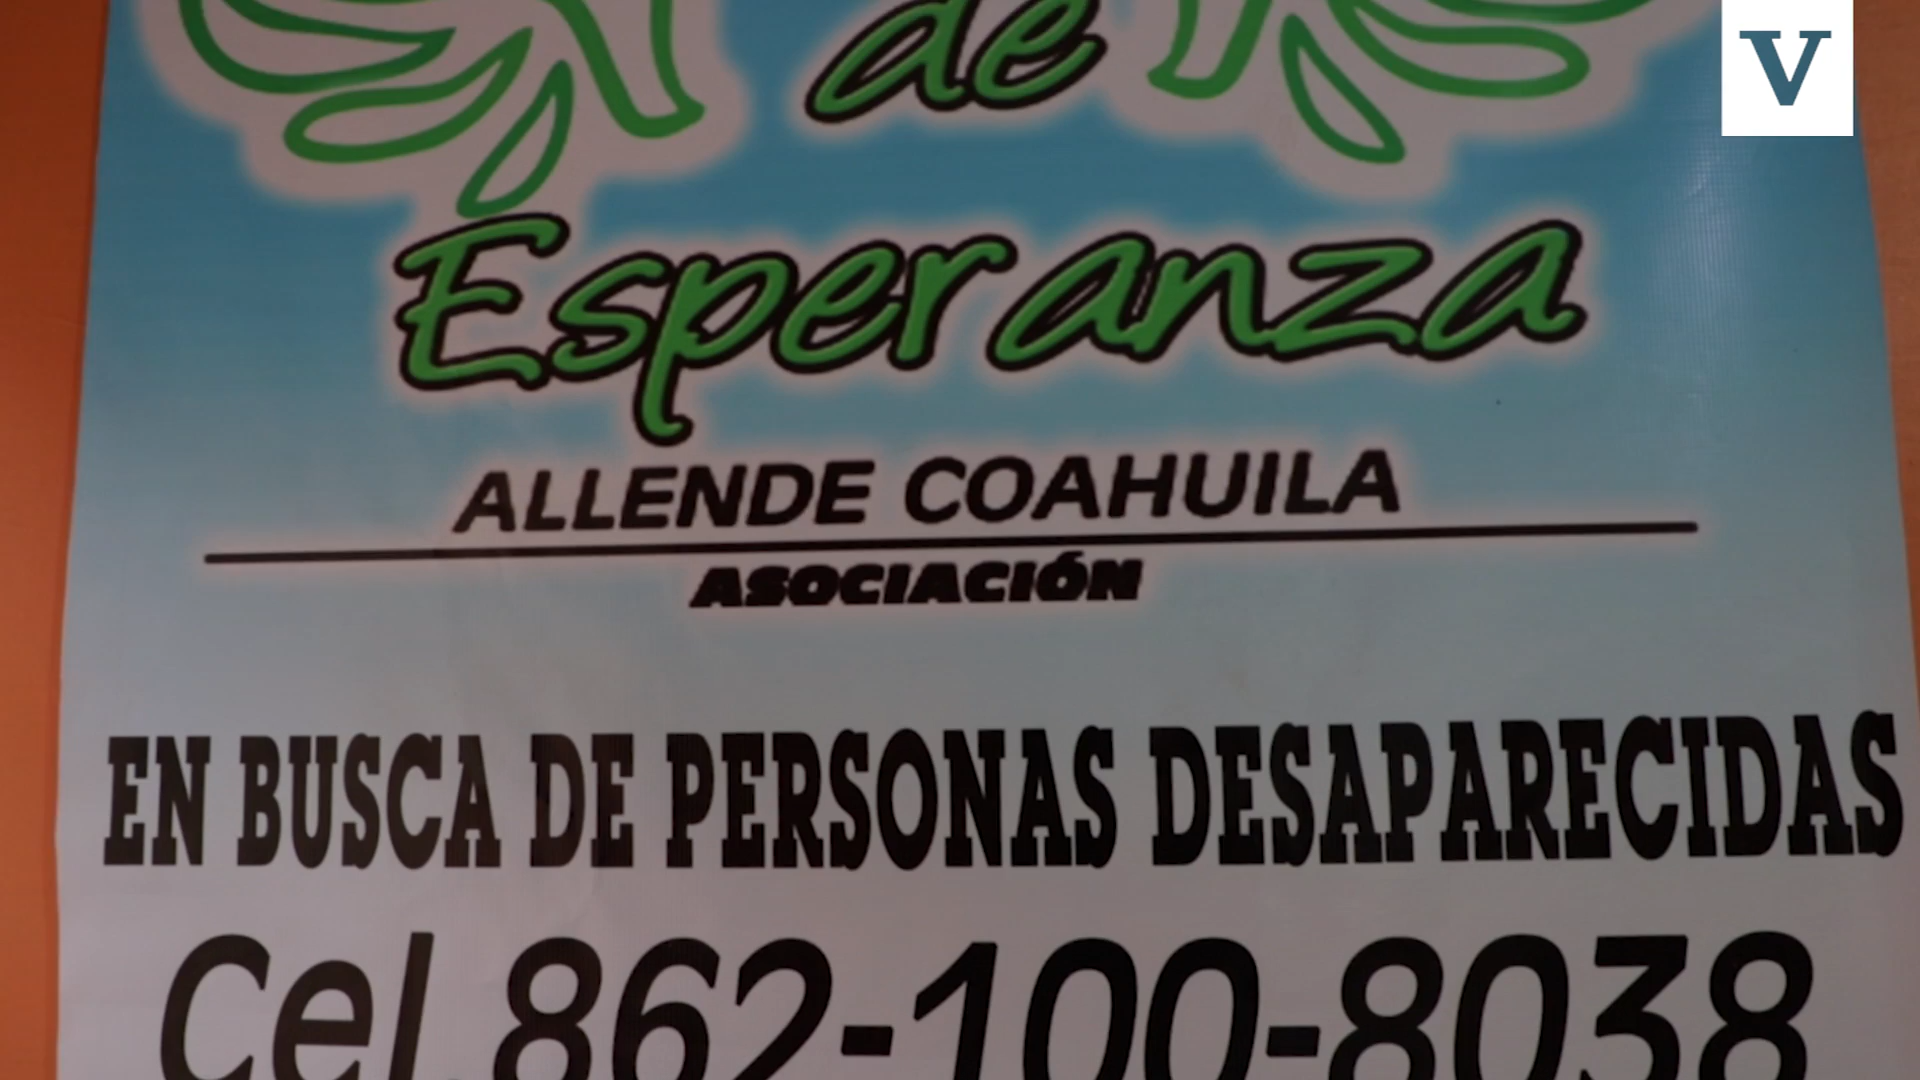 V
de
Esperanza
ALLENDE COAHUILA
ASOCIACIÓN
EN BUSCA DE PERSONAS DESAPARECIDAS
Cel.862-100-8038